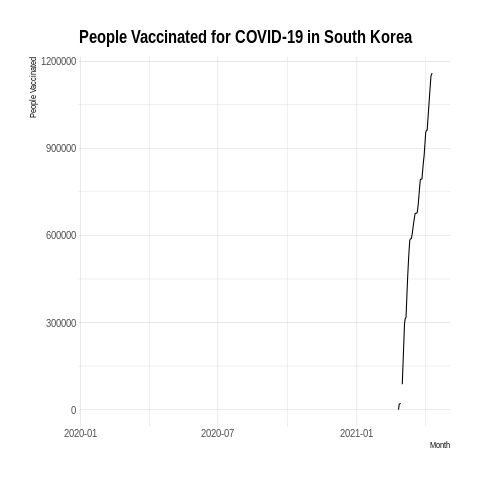 People Vaccinated for COVID-19 in South Korea
People Vaccinated
1200000
900000
600000
300000
0
2020-01 2020-07 2021-01
Month